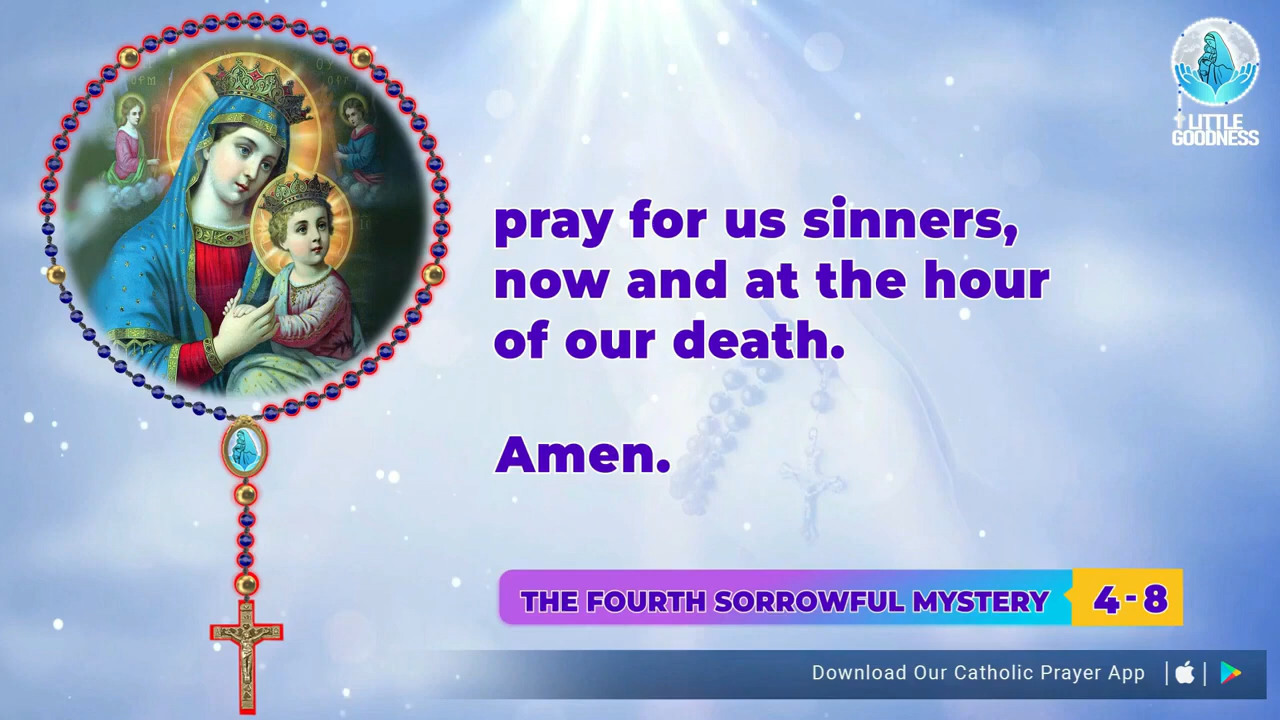 LITTLE
GOODNESS
pray for us sinners,
now and at the hour
of our death.
Amen.
THE FOURTH SORROWFUL MYSTERY 4-8
Download Our Catholic Prayer App